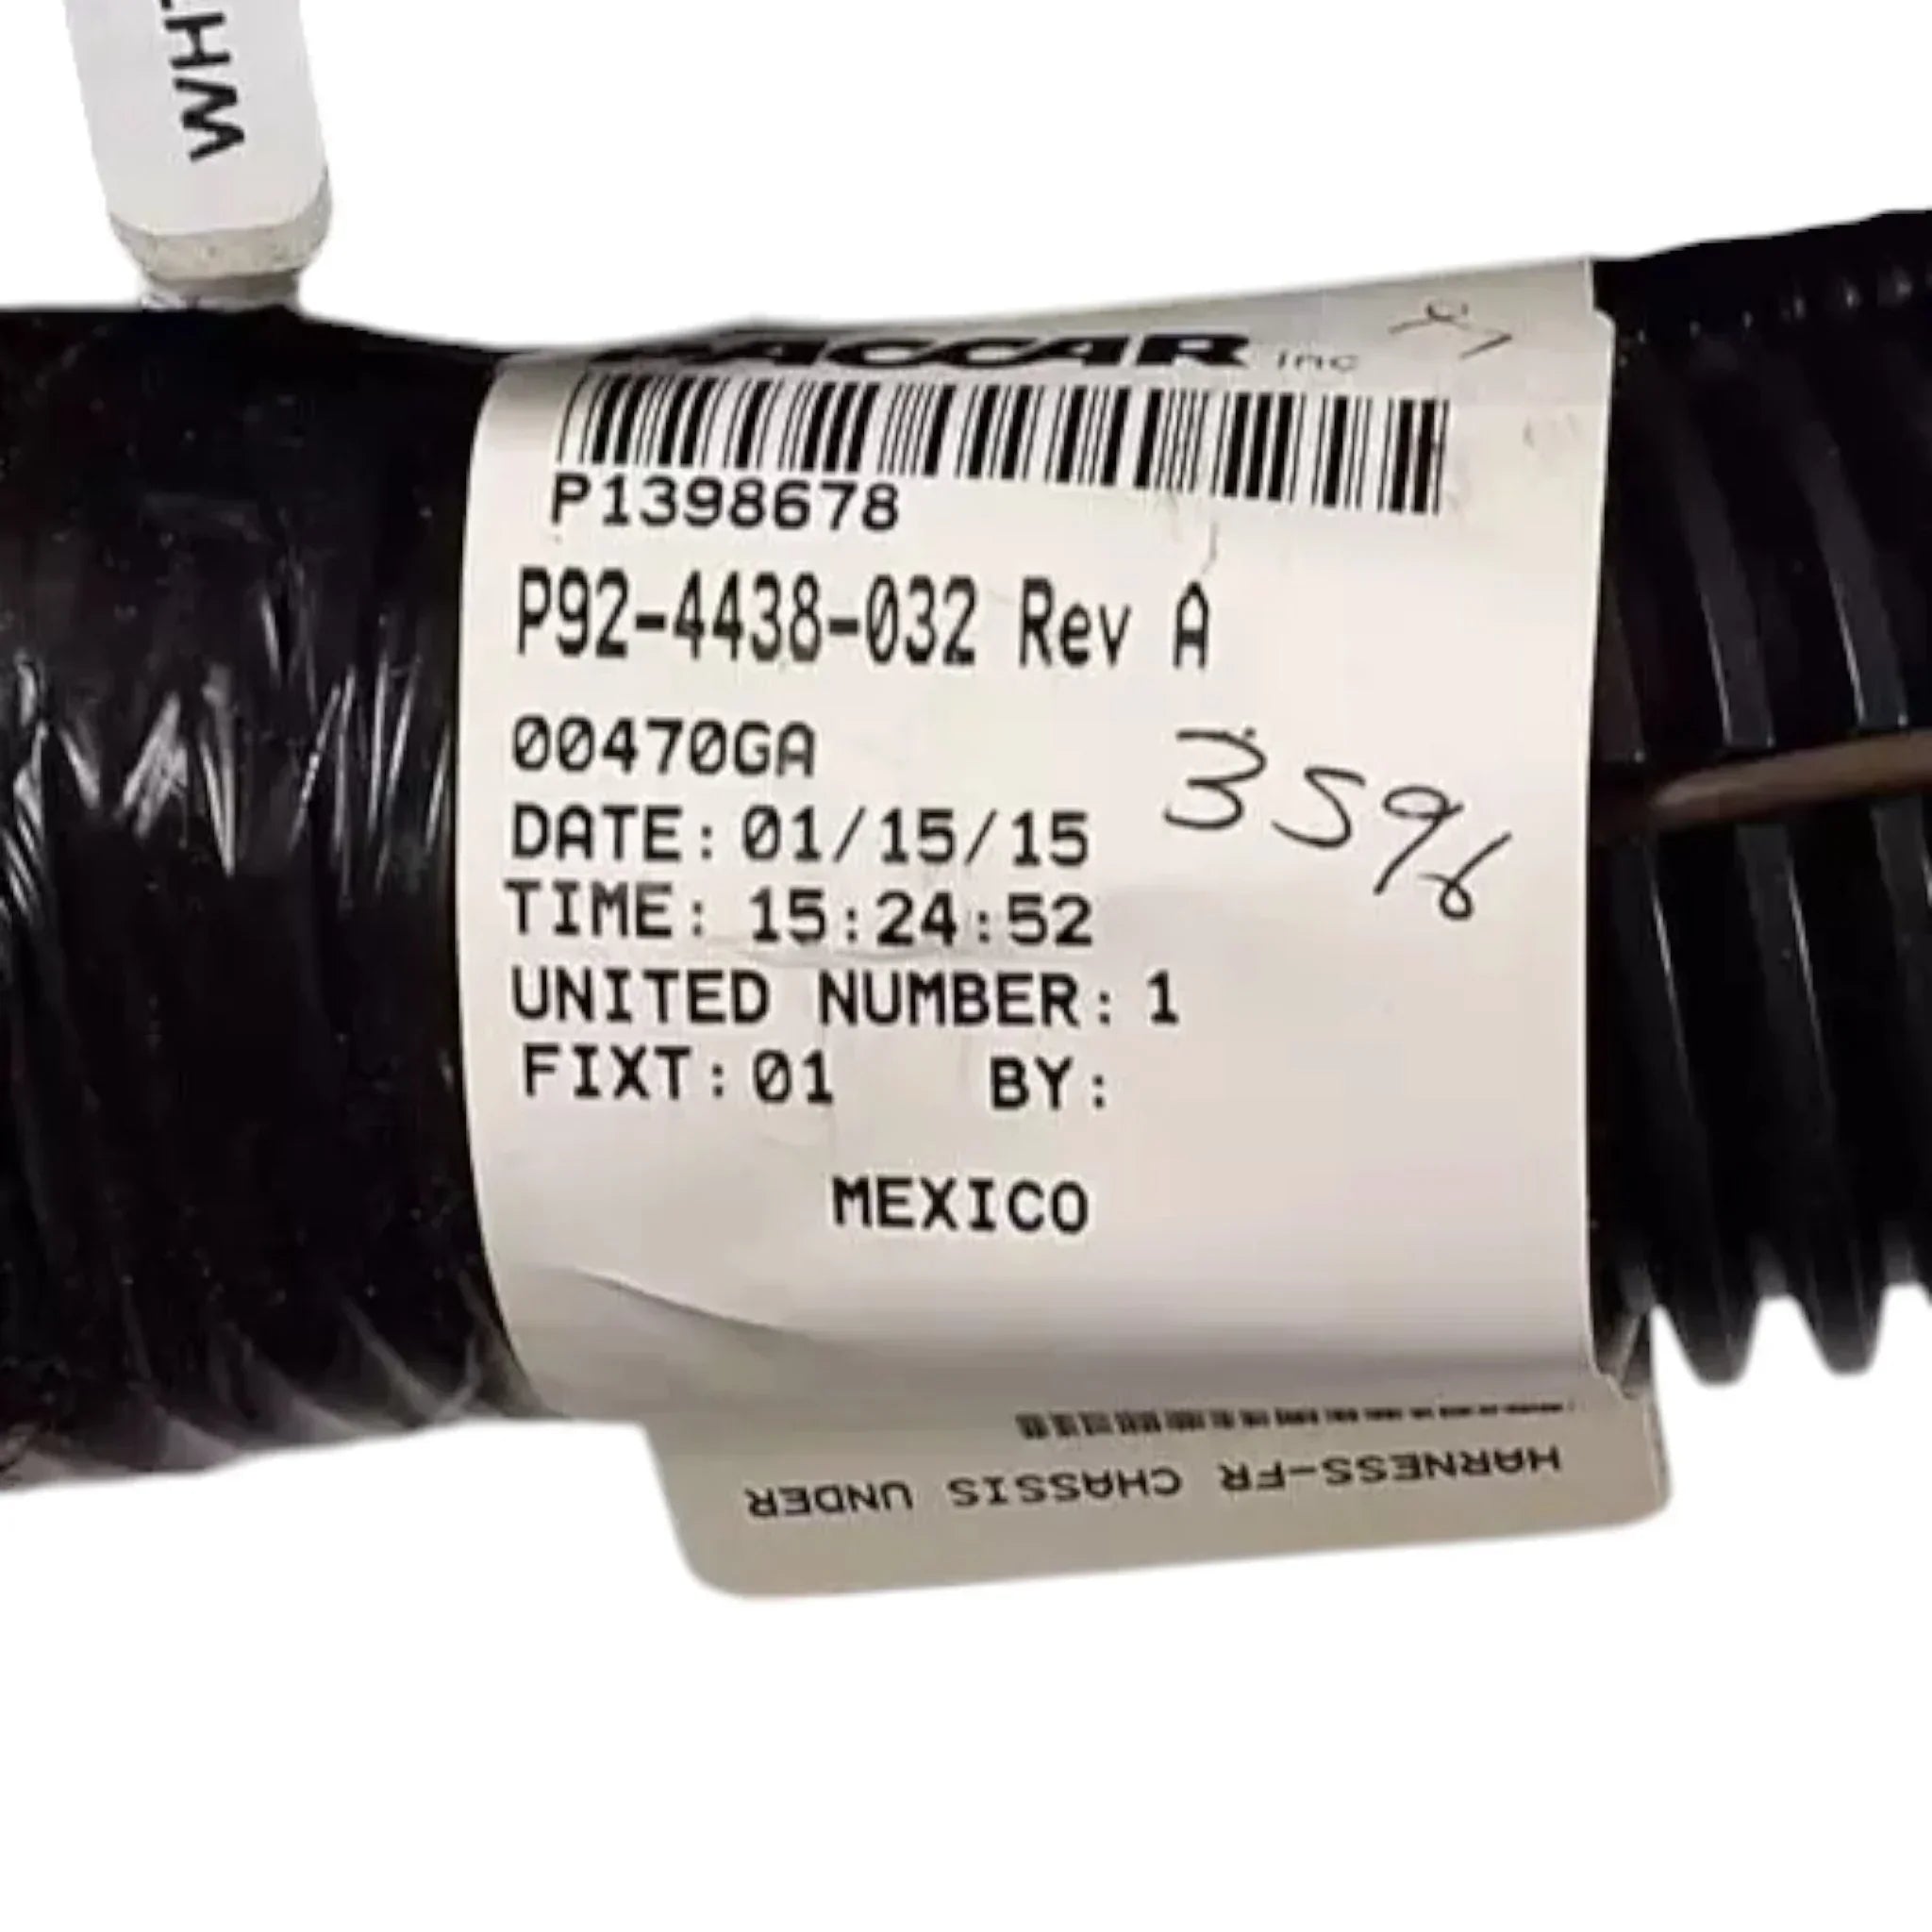 WH
PACCAR inc
P1398678
P92-4438-032 Rev A
00470GA
3596
DATE: 01/15/15
TIME: 15:24:52
UNITED NUMBER: 1
FIXT: 01 BY:
MEXICO
HARNESS-FR CHASSIS UNDER